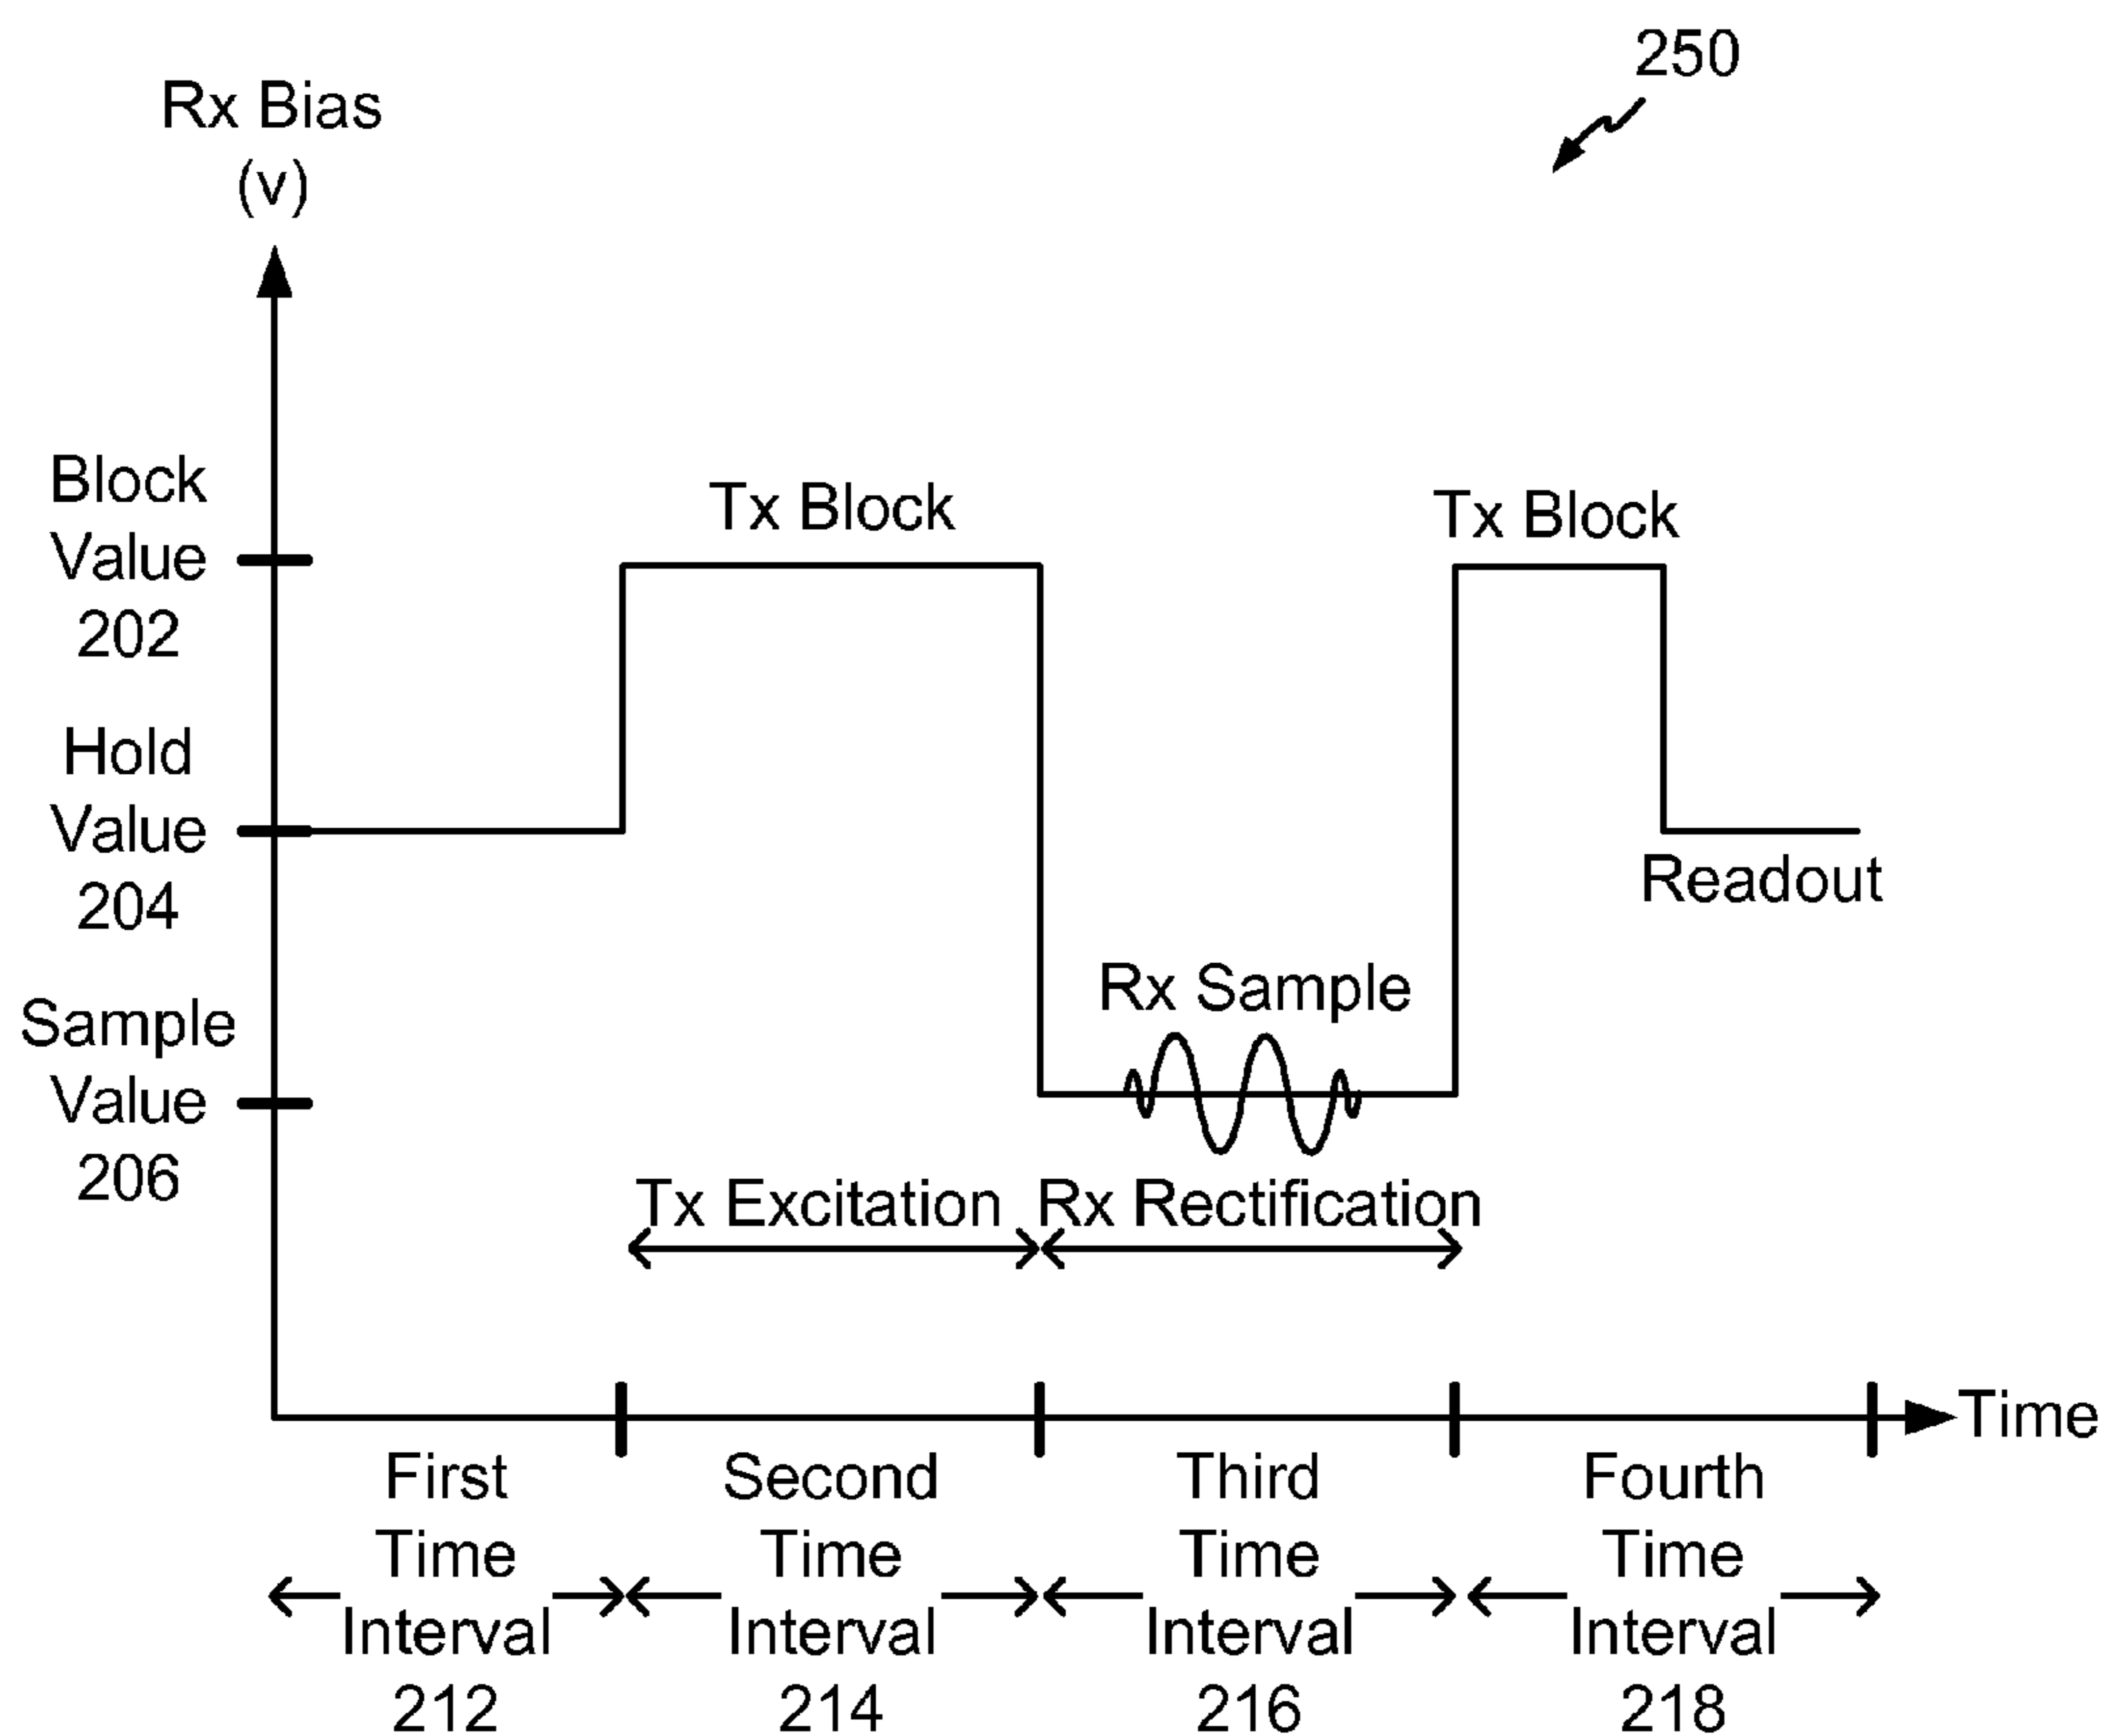 250
Rx Bias
(v)
Block
Value
202
Tx Block
Tx Block
Hold
Value
204
Readout
Sample
Value
206
Rx Sample
Tx Excitation
Rx Rectification
Time
First
Time
Interval
212
Second
Time
Interval
214
Third
Time
Interval
216
Fourth
Time
Interval
218